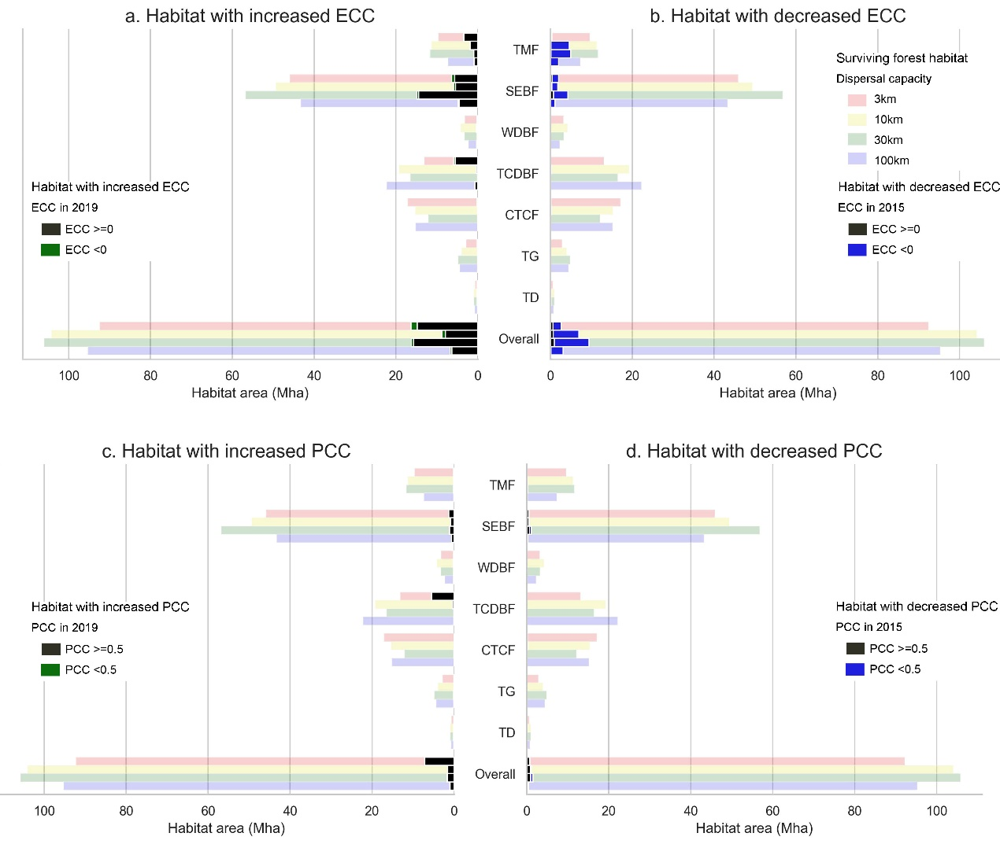 a. Habitat with increased ECC
b. Habitat with decreased ECC
TMF
SEBF
WDBF
TCDBF
CTCF
TG
TD
Overall
Habitat with increased ECC
ECC in 2019
ECC >=0
ECC <0
Surviving forest habitat
Dispersal capacity
3km
10km
30km
100km
Habitat with decreased ECC
ECC in 2015
ECC >=0
ECC <0
100 80 60 40 20 0
Habitat area (Mha)
0 20 40 60 80 100
Habitat area (Mha)
c. Habitat with increased PCC
d. Habitat with decreased PCC
TMF
SEBF
WDBF
TCDBF
CTCF
TG
TD
Overall
Habitat with increased PCC
PCC in 2019
PCC >=0.5
PCC <0.5
Habitat with decreased PCC
PCC in 2015
PCC >=0.5
PCC <0.5
100 80 60 40 20 0
Habitat area (Mha)
0 20 40 60 80 100
Habitat area (Mha)